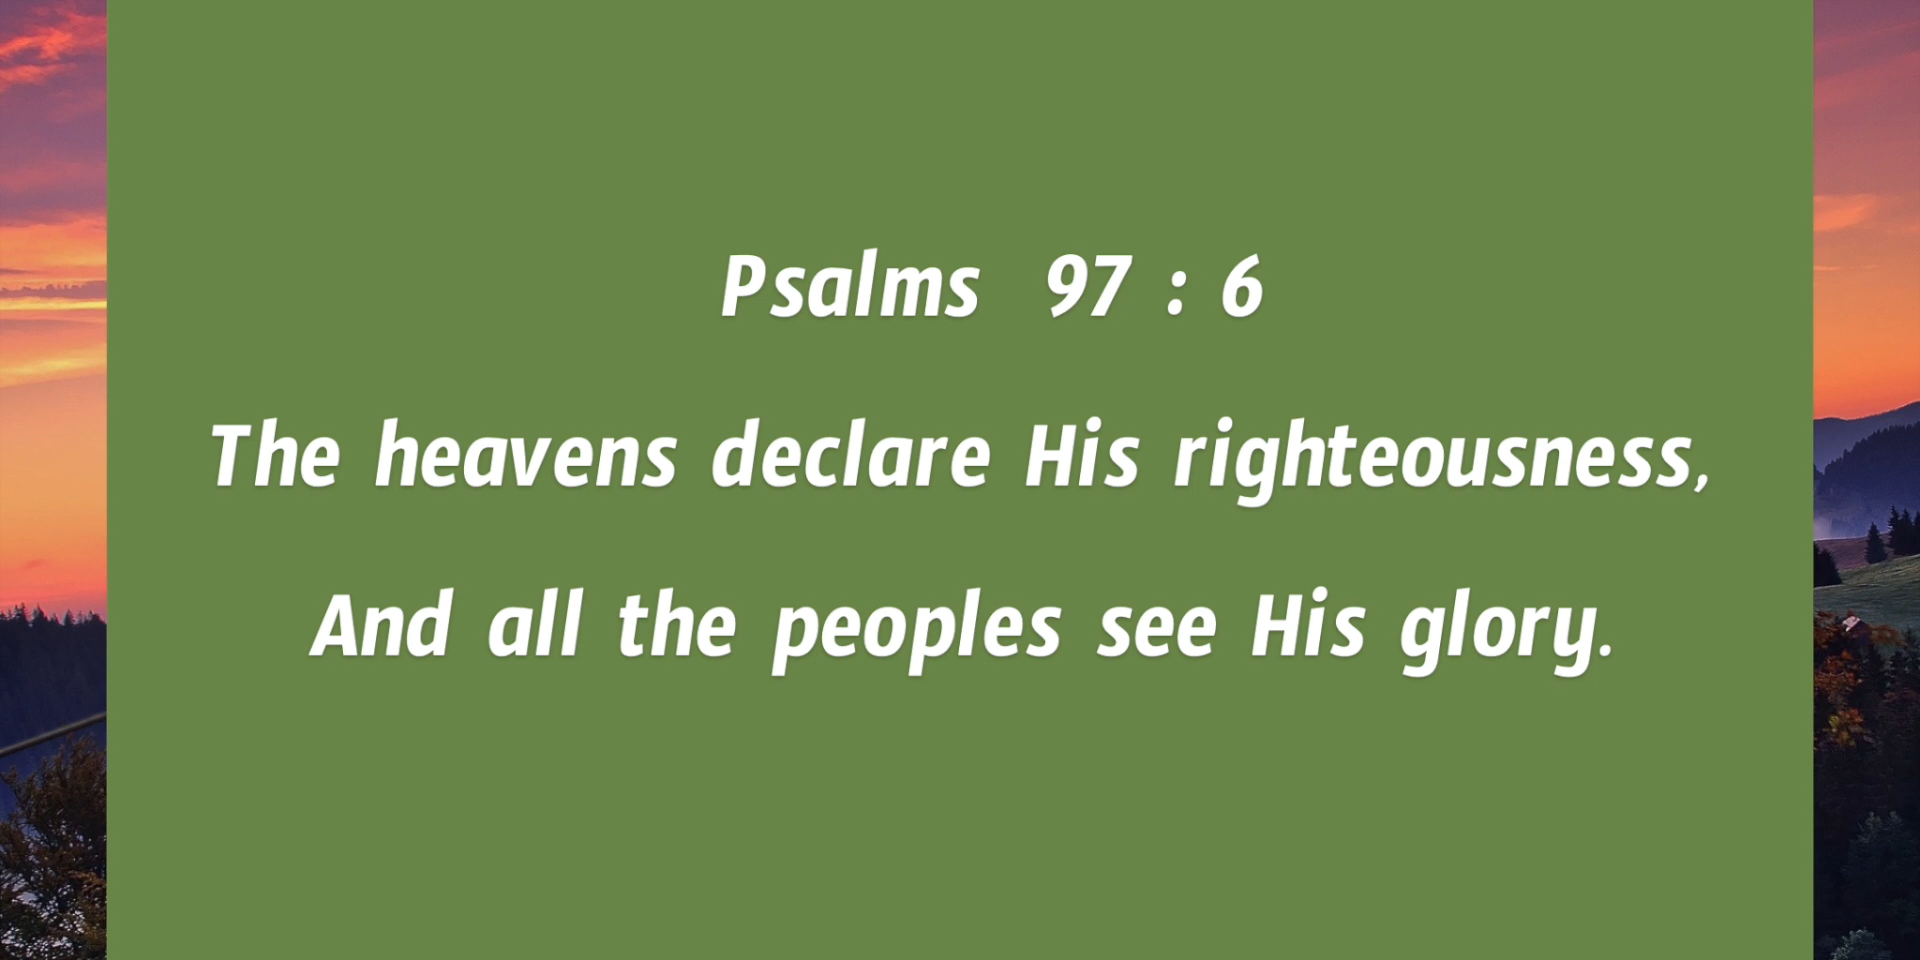 Psalms 97 : 6
The heavens declare His righteousness,
And all the peoples see His glory.